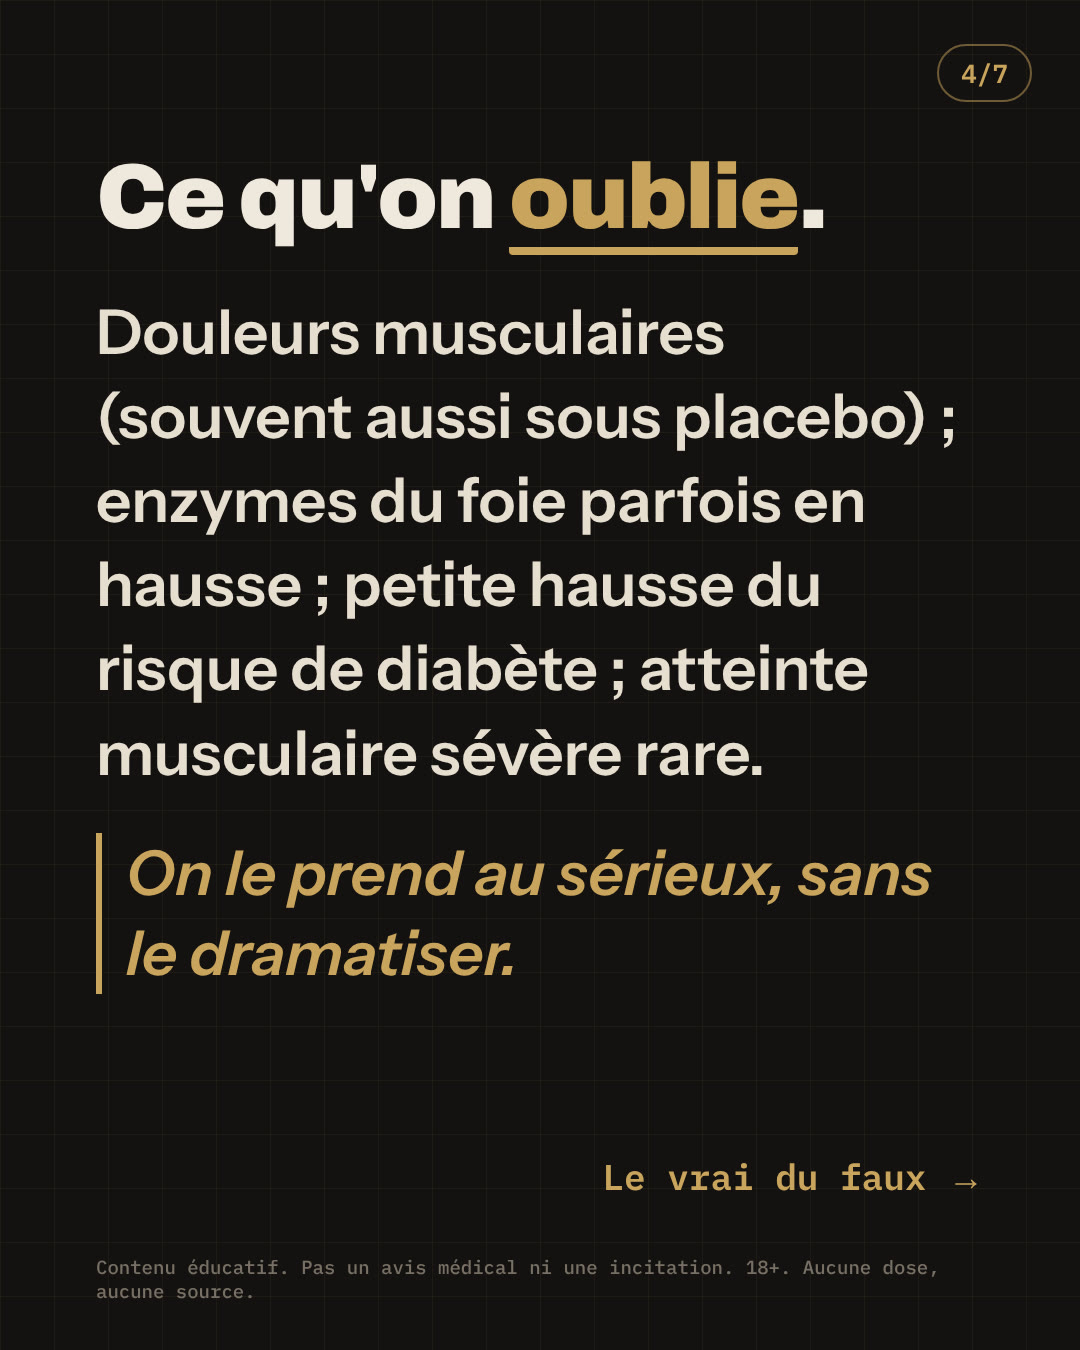 4/7
Ce qu'on oublie.
Douleurs musculaires
(souvent aussi sous placebo) ;
enzymes du foie parfois en
hausse ; petite hausse du
risque de diabète ; atteinte
musculaire sévère rare.
On le prend au sérieux, sans
le dramatiser.
Le vrai du faux →
Contenu éducatif. Pas un avis médical ni une incitation. 18+. Aucune dose,
aucune source.